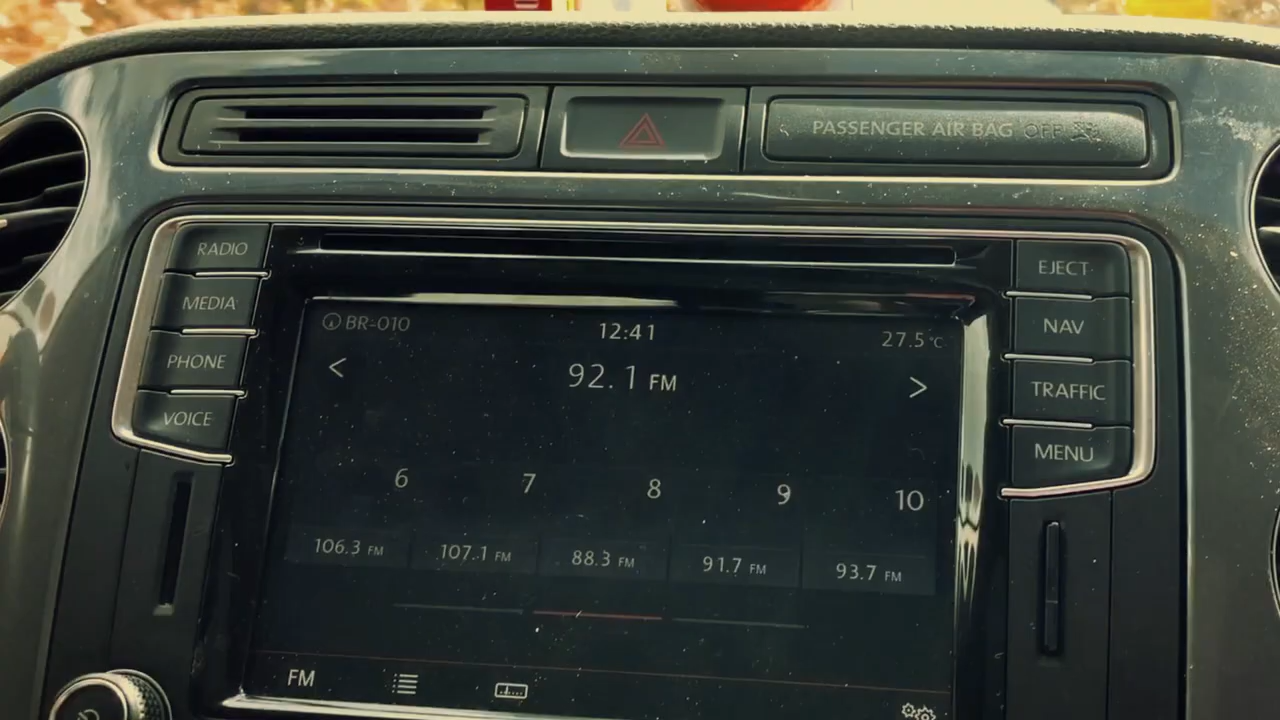 PASSENGER AIR BAG OFF
RADIO
MEDIA
PHONE
VOICE
EJECT
NAV
TRAFFIC
MENU
BR-010
12:41
27.5°C
<
92.1 FM
>
6 7 8 9 10
106.3 FM 107.1 FM 88.3 FM 91.7 FM 93.7 FM
FM